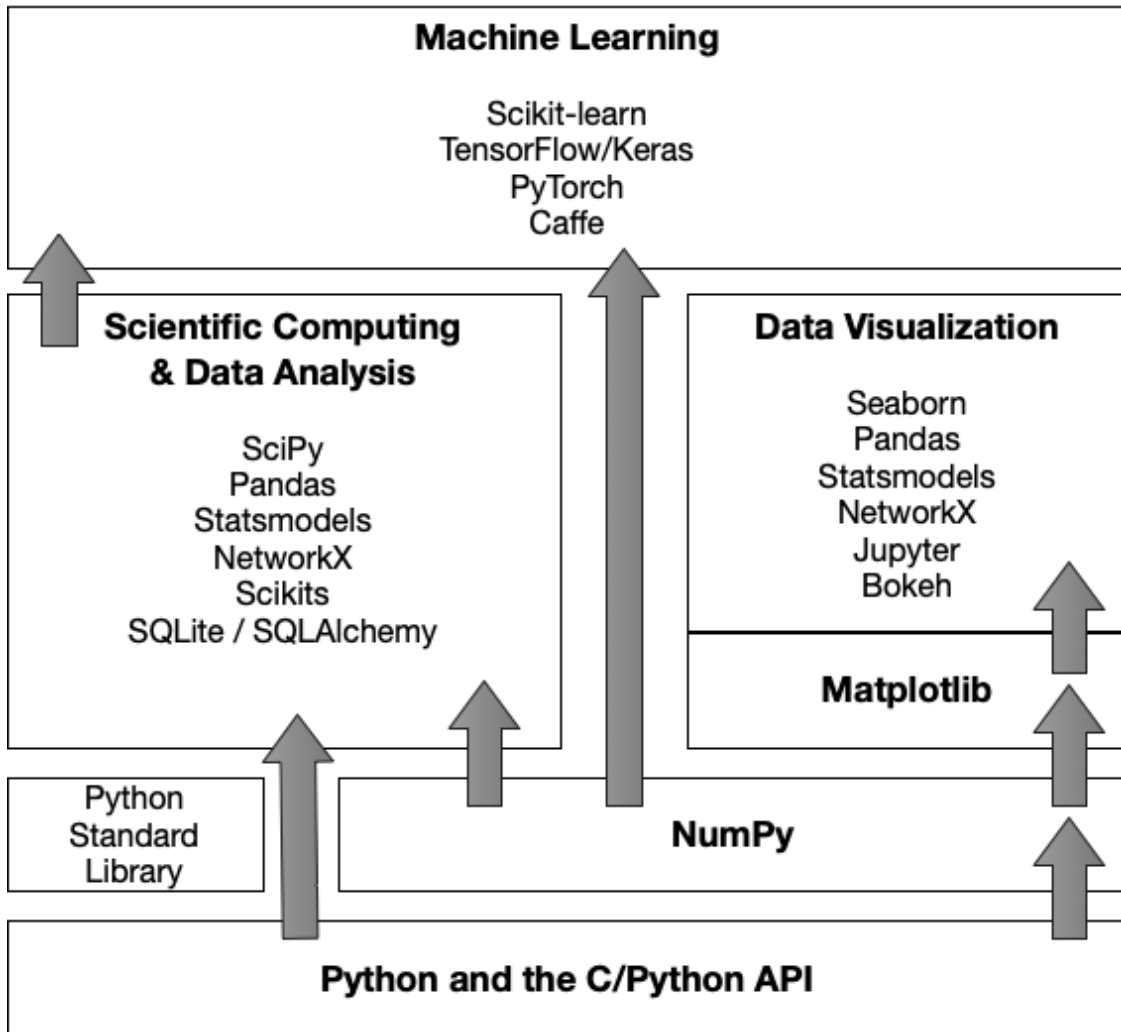 Machine Learning
Scikit-learn
TensorFlow/Keras
PyTorch
Caffe
Scientific Computing
& Data Analysis
SciPy
Pandas
Statsmodels
NetworkX
Scikits
SQLite / SQLAlchemy
Data Visualization
Seaborn
Pandas
Statsmodels
NetworkX
Jupyter
Bokeh
Matplotlib
Python
Standard
Library
NumPy
Python and the C/Python API